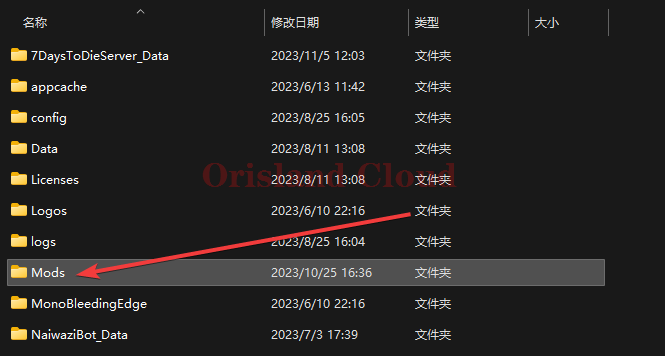 名称 修改日期 类型 大小
7DaysToDieServer_Data 2023/11/5 12:03 文件夹
appcache 2023/6/13 11:42 文件夹
config 2023/8/25 16:05 文件夹
Data 2023/8/11 13:08 文件夹
Orisland Cloud
Licenses 2023/8/11 13:08 文件夹
Logos 2023/6/10 22:16 文件夹
logs 2023/8/25 16:04 文件夹
Mods 2023/10/25 16:36 文件夹
MonoBleedingEdge 2023/6/10 22:16 文件夹
NaiwaziBot_Data 2023/7/3 17:39 文件夹